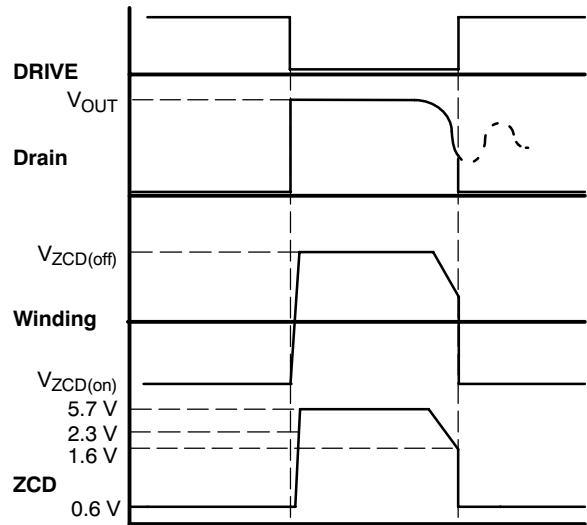 DRIVE
VOUT
Drain
VZCD(off)
Winding
VZCD(on)
5.7 V
2.3 V
1.6 V
ZCD
0.6 V